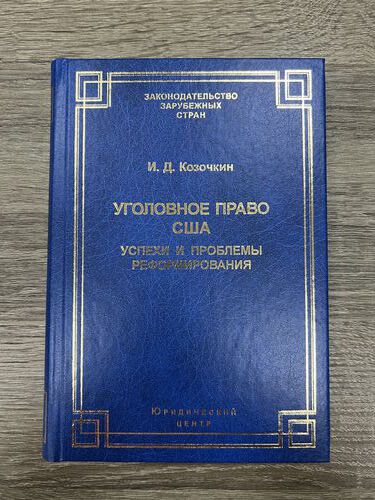 ЗАКОНОДАТЕЛЬСТВО
ЗАРУБЕЖНЫХ
СТРАН
И. Д. Козочкин
УГОЛОВНОЕ ПРАВО
США
УСПЕХИ И ПРОБЛЕМЫ
РЕФОРМИРОВАНИЯ
Юридический
центр